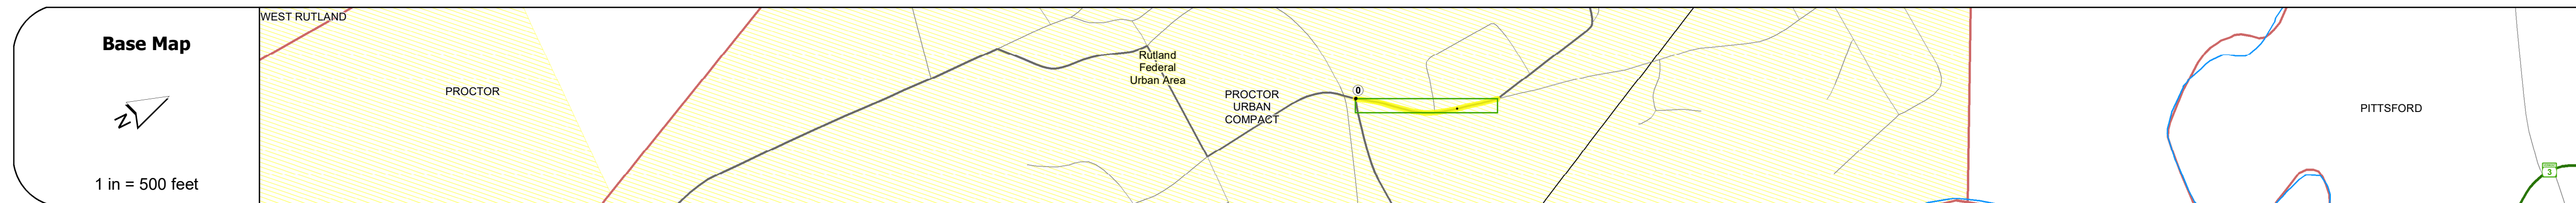 Base Map
N
1 in = 500 feet
WEST RUTLAND
PROCTOR
Rutland
Federal
Urban Area
PROCTOR
URBAN
COMPACT
0
PITTSFORD
3